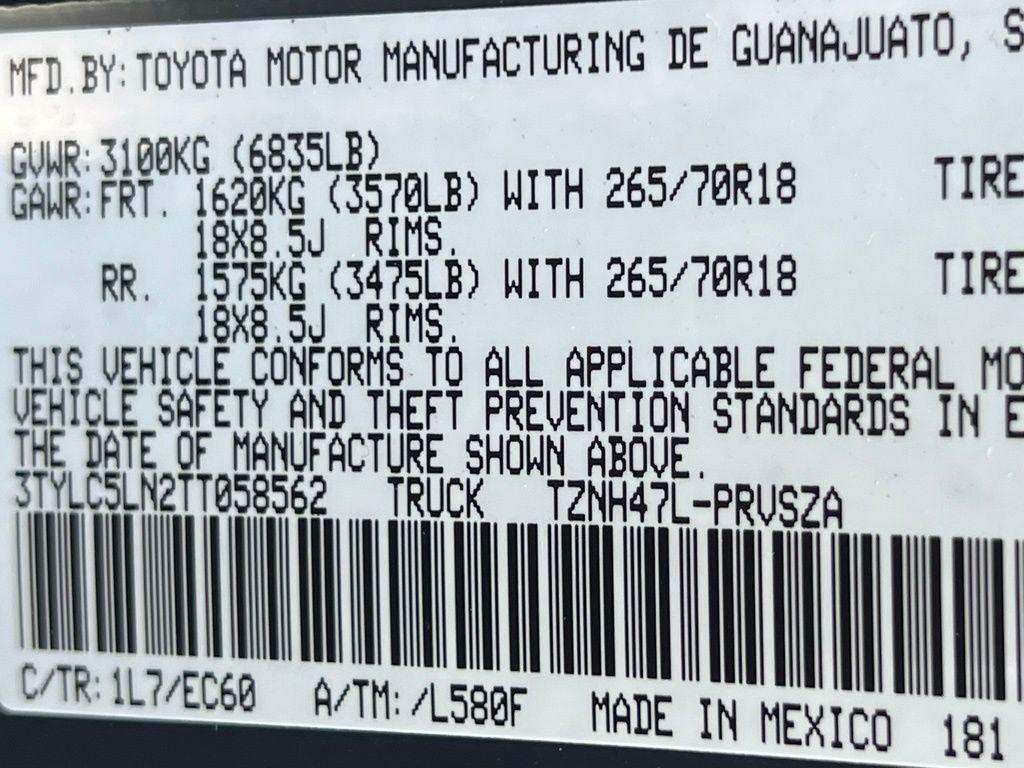 MFD.BY: TOYOTA MOTOR MANUFACTURING DE GUANAJUATO, S
GVWR: 3100KG (6835LB)
GAWR: FRT. 1620KG (3570LB) WITH 265/70R18 TIRE
18X8.5J RIMS.
RR. 1575KG (3475LB) WITH 265/70R18 TIRE
18X8.5J RIMS.
THIS VEHICLE CONFORMS TO ALL APPLICABLE FEDERAL MO
VEHICLE SAFETY AND THEFT PREVENTION STANDARDS IN E
THE DATE OF MANUFACTURE SHOWN ABOVE.
3TYLC5LN2TT058562 TRUCK TZNH47L-PRVSZA
C/TR: 1L7/EC60 A/TM: /L580F MADE IN MEXICO 181